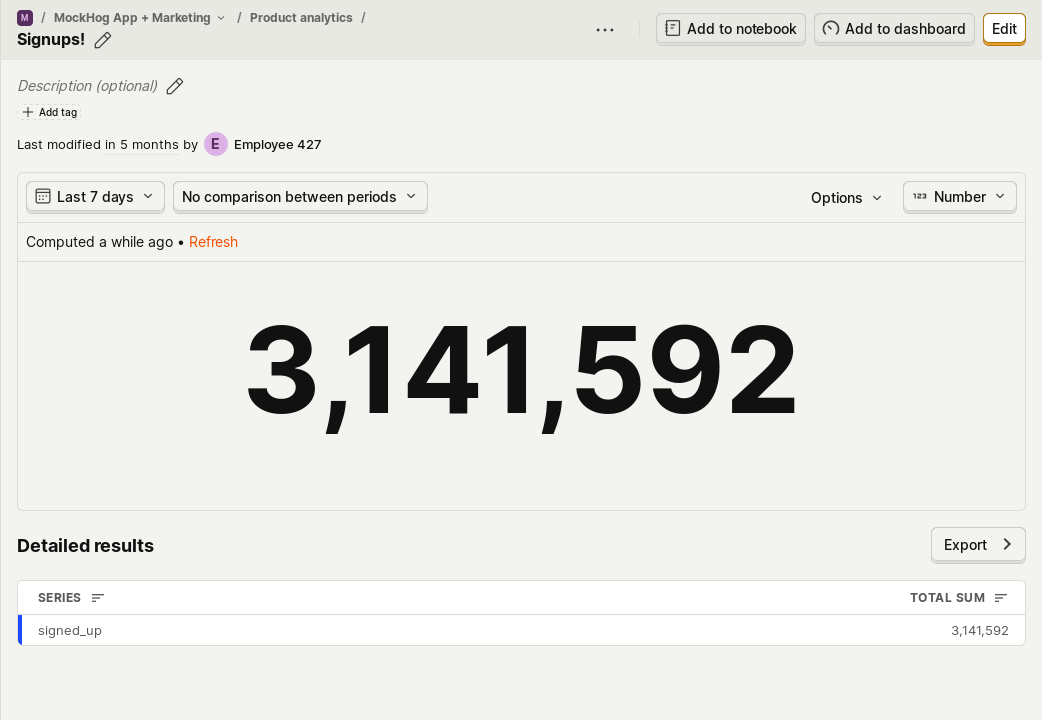 M / MockHog App + Marketing / Product analytics /
Signups!
Add to notebook
Add to dashboard
Edit
Description (optional)
Add tag
Last modified in 5 months by E Employee 427
Last 7 days
No comparison between periods
Options
123 Number
Computed a while ago • Refresh
3,141,592
Detailed results
Export
SERIES
TOTAL SUM
signed_up
3,141,592